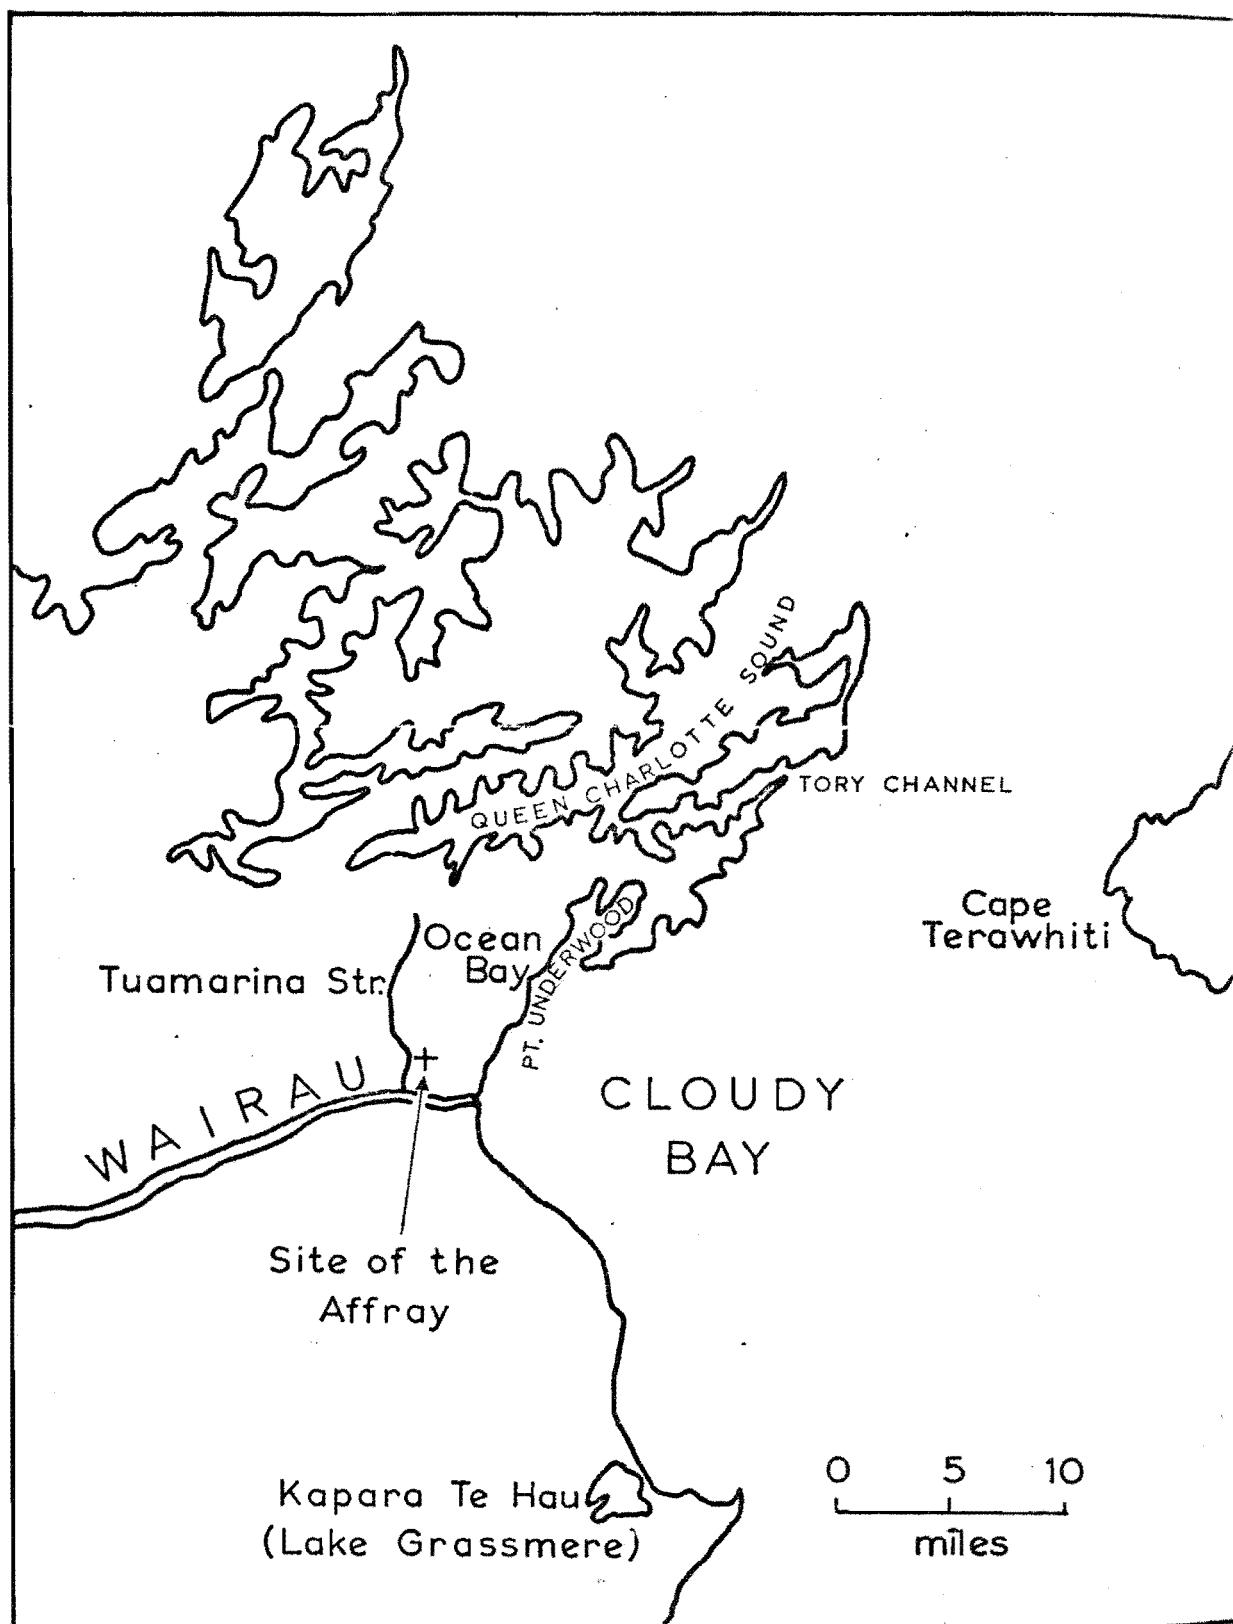 QUEEN CHARLOTTE SOUND
TORY CHANNEL
Cape
Terawhiti
Ocean
Bay
PT. UNDERWOOD
Tuamarina Str.
WAIRAU
CLOUDY
BAY
Site of the
Affray
Kapara Te Hau
(Lake Grassmere)
0 5 10
miles